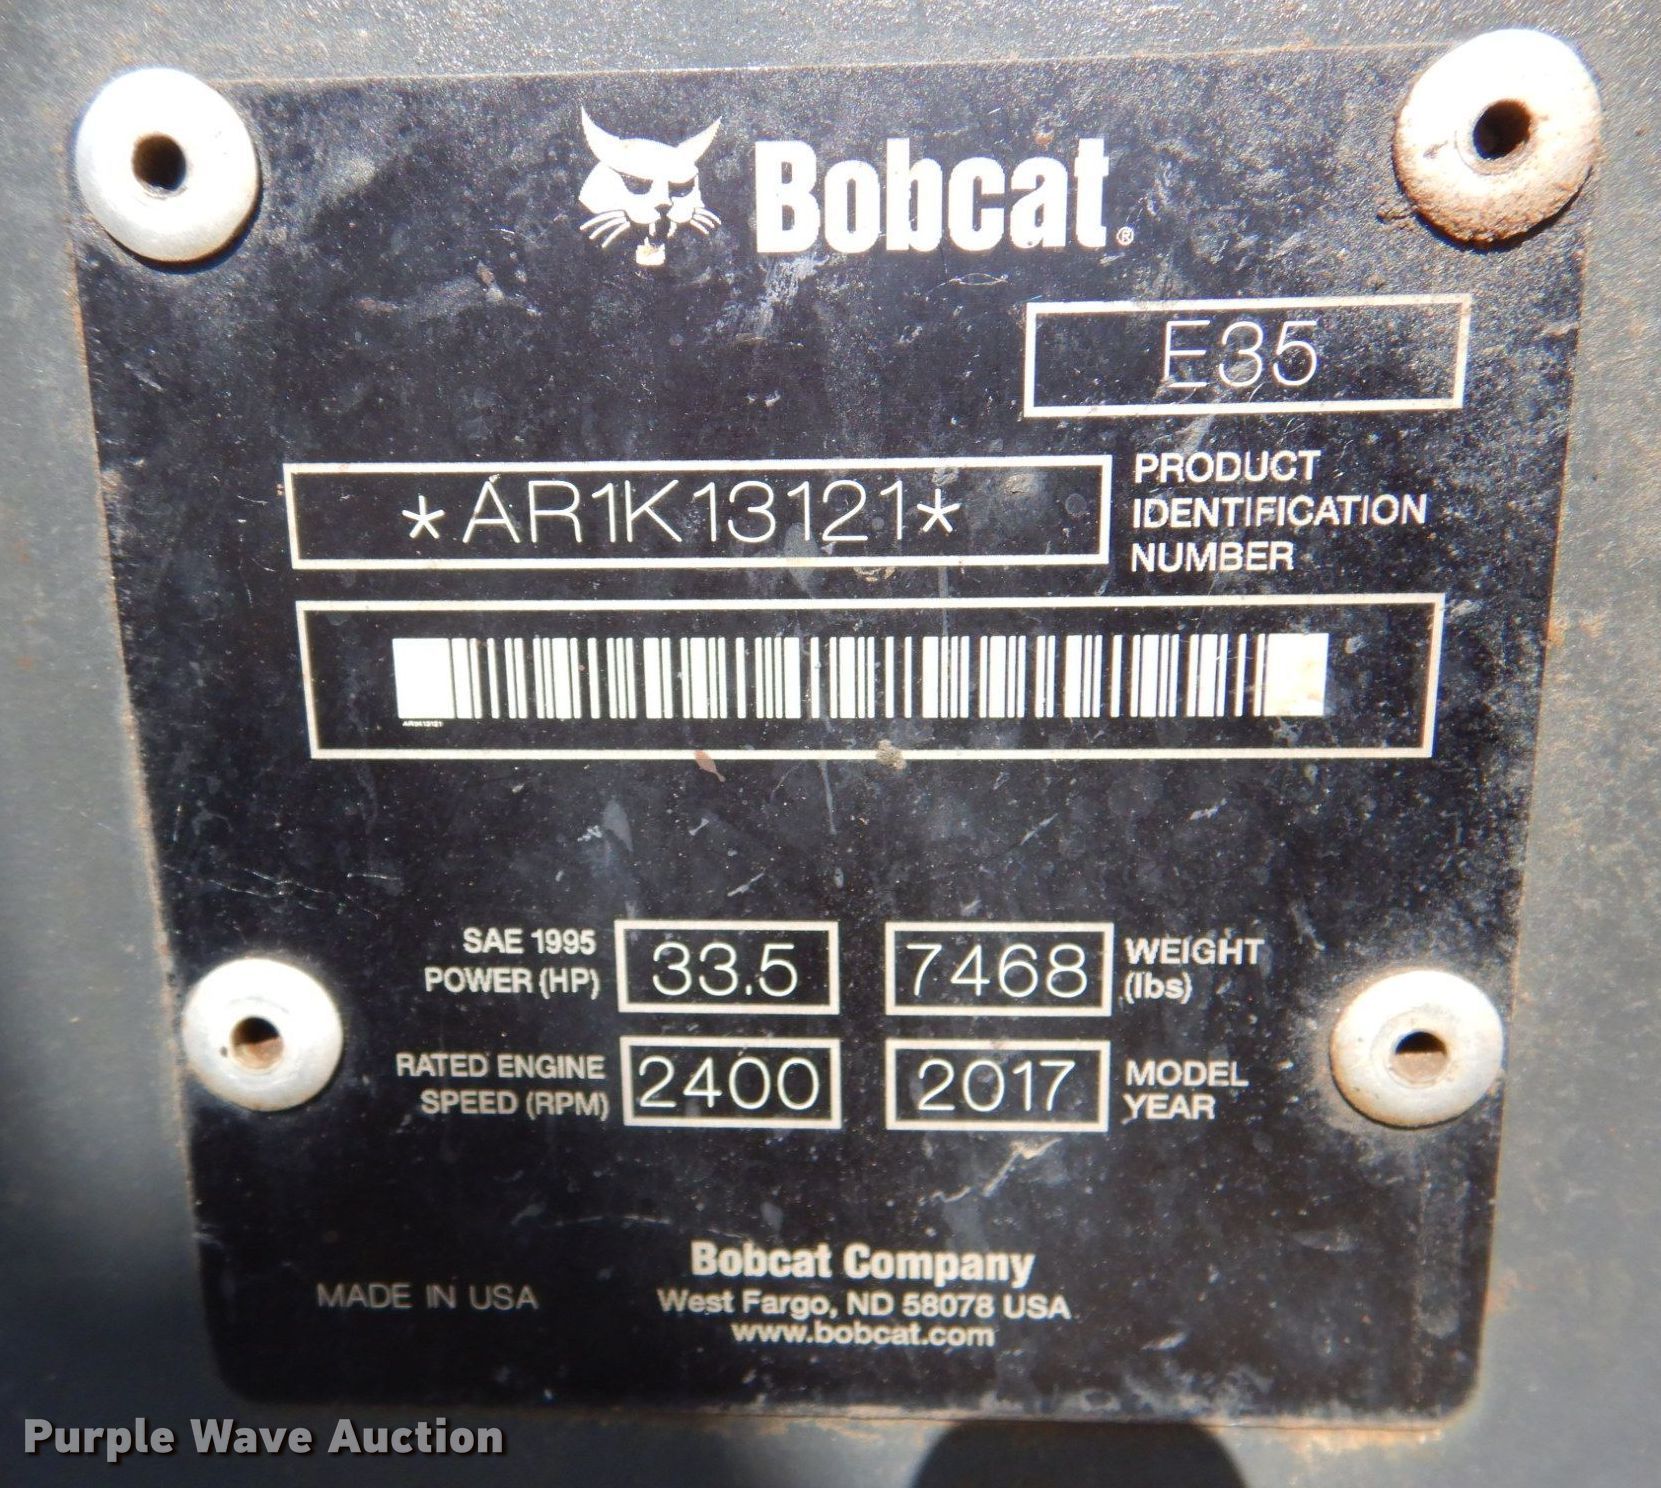 Bobcat®
E35
*AR1K13121*
PRODUCT
IDENTIFICATION
NUMBER
AR1K13121
SAE 1995
POWER (HP)
33.5
7468
WEIGHT
(lbs)
RATED ENGINE
SPEED (RPM)
2400
2017
MODEL
YEAR
MADE IN USA
Bobcat Company
West Fargo, ND 58078 USA
www.bobcat.com
Purple Wave Auction